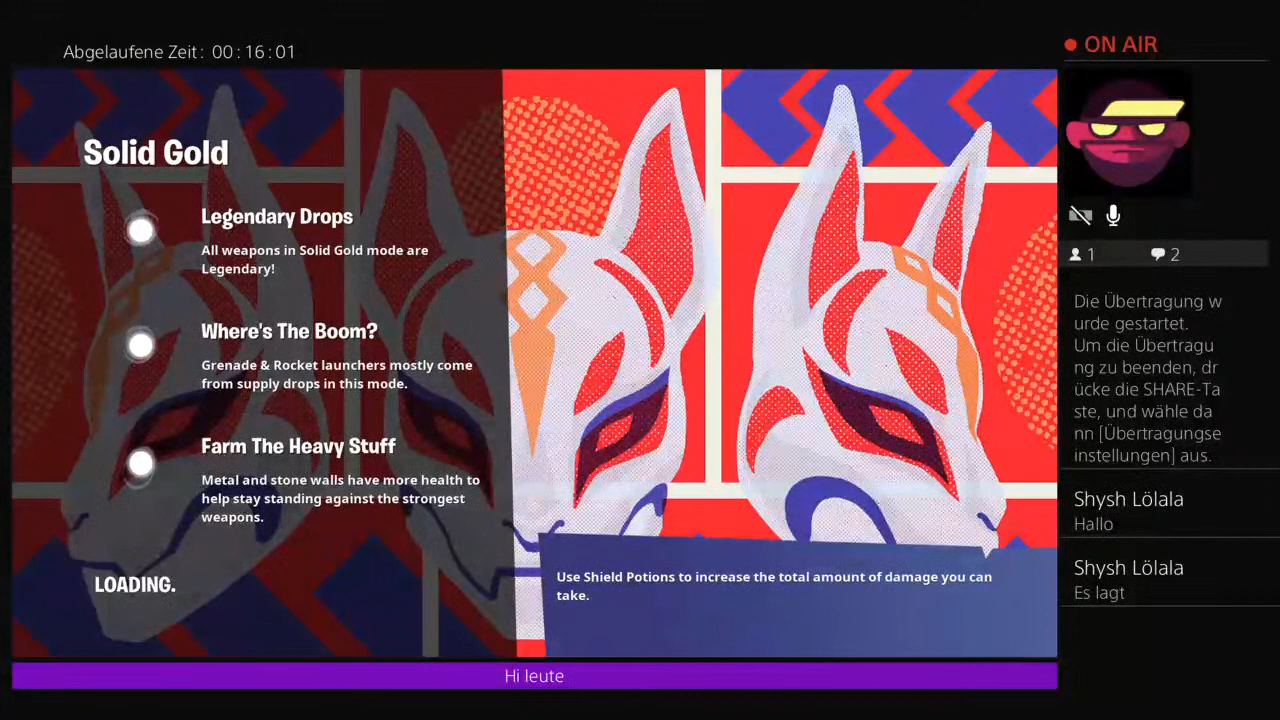 Abgelaufene Zeit: 00:16:01
ON AIR
Solid Gold
Legendary Drops
All weapons in Solid Gold mode are
Legendary!
Where's The Boom?
Grenade & Rocket launchers mostly come
from supply drops in this mode.
Farm The Heavy Stuff
Metal and stone walls have more health to
help stay standing against the strongest
weapons.
LOADING.
Use Shield Potions to increase the total amount of damage you can
take.
Hi leute
1 2
Die Übertragung w
urde gestartet.
Um die Übertragu
ng zu beenden, dr
ücke die SHARE-Ta
ste, und wähle da
nn [Übertragungse
instellungen] aus.
Shysh Lölala
Hallo
Shysh Lölala
Es lagt